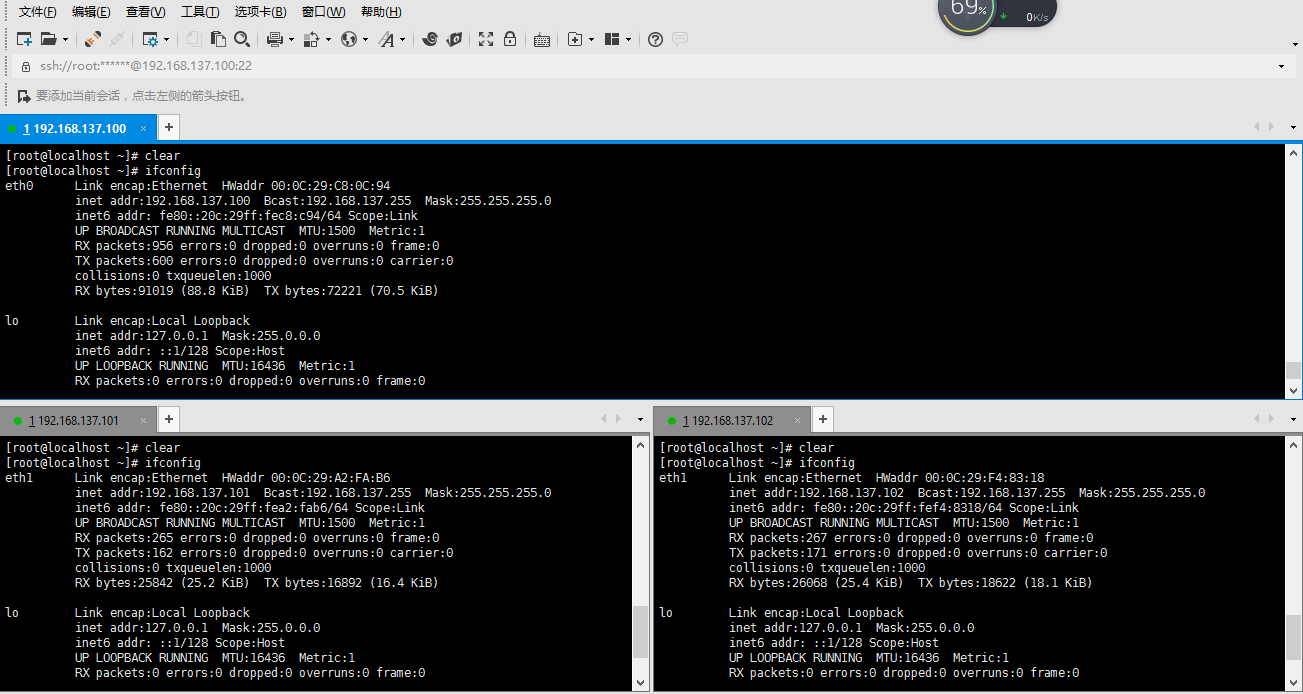 文件(F) 编辑(E) 查看(V) 工具(T) 选项卡(B) 窗口(W) 帮助(H)
69%
0K/s
ssh://root:******@192.168.137.100:22
要添加当前会话，点击左侧的箭头按钮。
1 192.168.137.100 × +
[root@localhost ~]# clear
[root@localhost ~]# ifconfig
eth0      Link encap:Ethernet  HWaddr 00:0C:29:C8:0C:94
          inet addr:192.168.137.100  Bcast:192.168.137.255  Mask:255.255.255.0
          inet6 addr: fe80::20c:29ff:fec8:c94/64 Scope:Link
          UP BROADCAST RUNNING MULTICAST  MTU:1500  Metric:1
          RX packets:956 errors:0 dropped:0 overruns:0 frame:0
          TX packets:600 errors:0 dropped:0 overruns:0 carrier:0
          collisions:0 txqueuelen:1000
          RX bytes:91019 (88.8 KiB)  TX bytes:72221 (70.5 KiB)
lo        Link encap:Local Loopback
          inet addr:127.0.0.1  Mask:255.0.0.0
          inet6 addr: ::1/128 Scope:Host
          UP LOOPBACK RUNNING  MTU:16436  Metric:1
          RX packets:0 errors:0 dropped:0 overruns:0 frame:0
1 192.168.137.101 × +
[root@localhost ~]# clear
[root@localhost ~]# ifconfig
eth1      Link encap:Ethernet  HWaddr 00:0C:29:A2:FA:B6
          inet addr:192.168.137.101  Bcast:192.168.137.255  Mask:255.255.255.0
          inet6 addr: fe80::20c:29ff:fea2:fab6/64 Scope:Link
          UP BROADCAST RUNNING MULTICAST  MTU:1500  Metric:1
          RX packets:265 errors:0 dropped:0 overruns:0 frame:0
          TX packets:162 errors:0 dropped:0 overruns:0 carrier:0
          collisions:0 txqueuelen:1000
          RX bytes:25842 (25.2 KiB)  TX bytes:16892 (16.4 KiB)
lo        Link encap:Local Loopback
          inet addr:127.0.0.1  Mask:255.0.0.0
          inet6 addr: ::1/128 Scope:Host
          UP LOOPBACK RUNNING  MTU:16436  Metric:1
          RX packets:0 errors:0 dropped:0 overruns:0 frame:0
1 192.168.137.102 × +
[root@localhost ~]# clear
[root@localhost ~]# ifconfig
eth1      Link encap:Ethernet  HWaddr 00:0C:29:F4:83:18
          inet addr:192.168.137.102  Bcast:192.168.137.255  Mask:255.255.255.0
          inet6 addr: fe80::20c:29ff:fef4:8318/64 Scope:Link
          UP BROADCAST RUNNING MULTICAST  MTU:1500  Metric:1
          RX packets:267 errors:0 dropped:0 overruns:0 frame:0
          TX packets:171 errors:0 dropped:0 overruns:0 carrier:0
          collisions:0 txqueuelen:1000
          RX bytes:26068 (25.4 KiB)  TX bytes:18622 (18.1 KiB)
lo        Link encap:Local Loopback
          inet addr:127.0.0.1  Mask:255.0.0.0
          inet6 addr: ::1/128 Scope:Host
          UP LOOPBACK RUNNING  MTU:16436  Metric:1
          RX packets:0 errors:0 dropped:0 overruns:0 frame:0